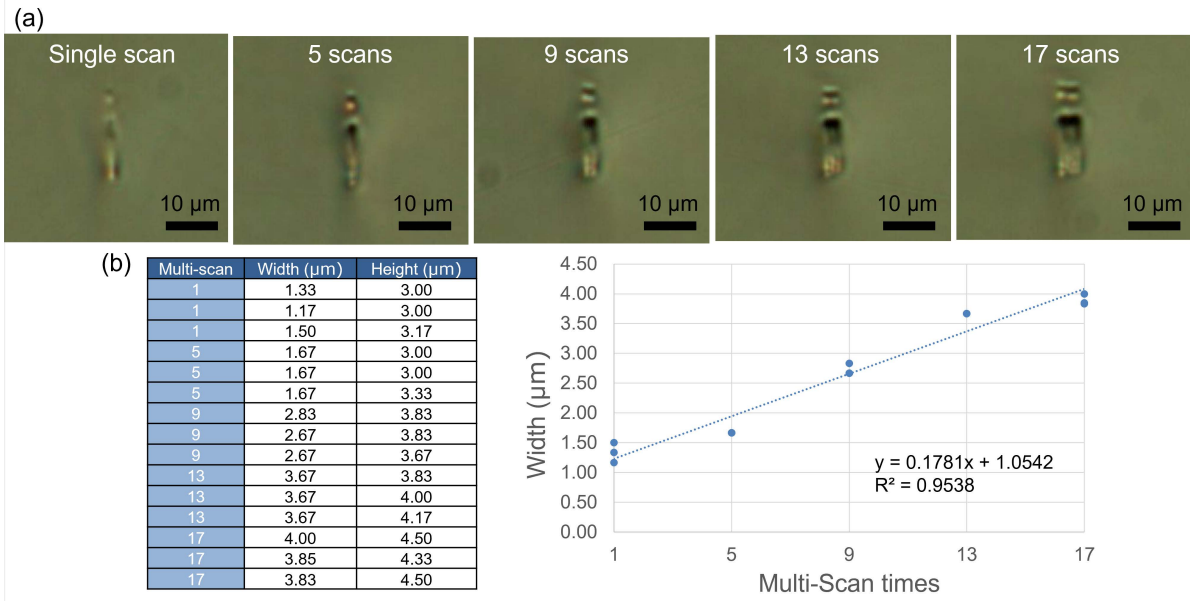 (a)
Single scan
5 scans
9 scans
13 scans
17 scans
10 μm
10 μm
10 μm
10 μm
10 μm
(b)
Multi-scan Width (μm) Height (μm)
1 1.33 3.00
1 1.17 3.00
1 1.50 3.17
5 1.67 3.00
5 1.67 3.00
5 1.67 3.33
9 2.83 3.83
9 2.67 3.83
9 2.67 3.67
13 3.67 3.83
13 3.67 4.00
13 3.67 4.17
17 4.00 4.50
17 3.85 4.33
17 3.83 4.50
Width (μm)
4.50
4.00
3.50
3.00
2.50
2.00
1.50
1.00
0.50
0.00
y = 0.1781x + 1.0542
R² = 0.9538
1 5 9 13 17
Multi-Scan times